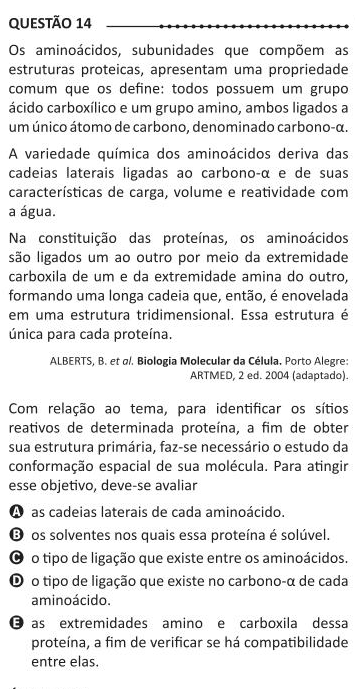 QUESTÃO 14
Os aminoácidos, subunidades que compõem as
estruturas proteicas, apresentam uma propriedade
comum que os define: todos possuem um grupo
ácido carboxílico e um grupo amino, ambos ligados a
um único átomo de carbono, denominado carbono-α.
A variedade química dos aminoácidos deriva das
cadeias laterais ligadas ao carbono-α e de suas
características de carga, volume e reatividade com
a água.
Na constituição das proteínas, os aminoácidos
são ligados um ao outro por meio da extremidade
carboxila de um e da extremidade amina do outro,
formando uma longa cadeia que, então, é enovelada
em uma estrutura tridimensional. Essa estrutura é
única para cada proteína.
ALBERTS, B. et al. Biologia Molecular da Célula. Porto Alegre:
ARTMED, 2 ed. 2004 (adaptado).
Com relação ao tema, para identificar os sítios
reativos de determinada proteína, a fim de obter
sua estrutura primária, faz-se necessário o estudo da
conformação espacial de sua molécula. Para atingir
esse objetivo, deve-se avaliar
A as cadeias laterais de cada aminoácido.
B os solventes nos quais essa proteína é solúvel.
C o tipo de ligação que existe entre os aminoácidos.
D o tipo de ligação que existe no carbono-α de cada
aminoácido.
E as extremidades amino e carboxila dessa
proteína, a fim de verificar se há compatibilidade
entre elas.